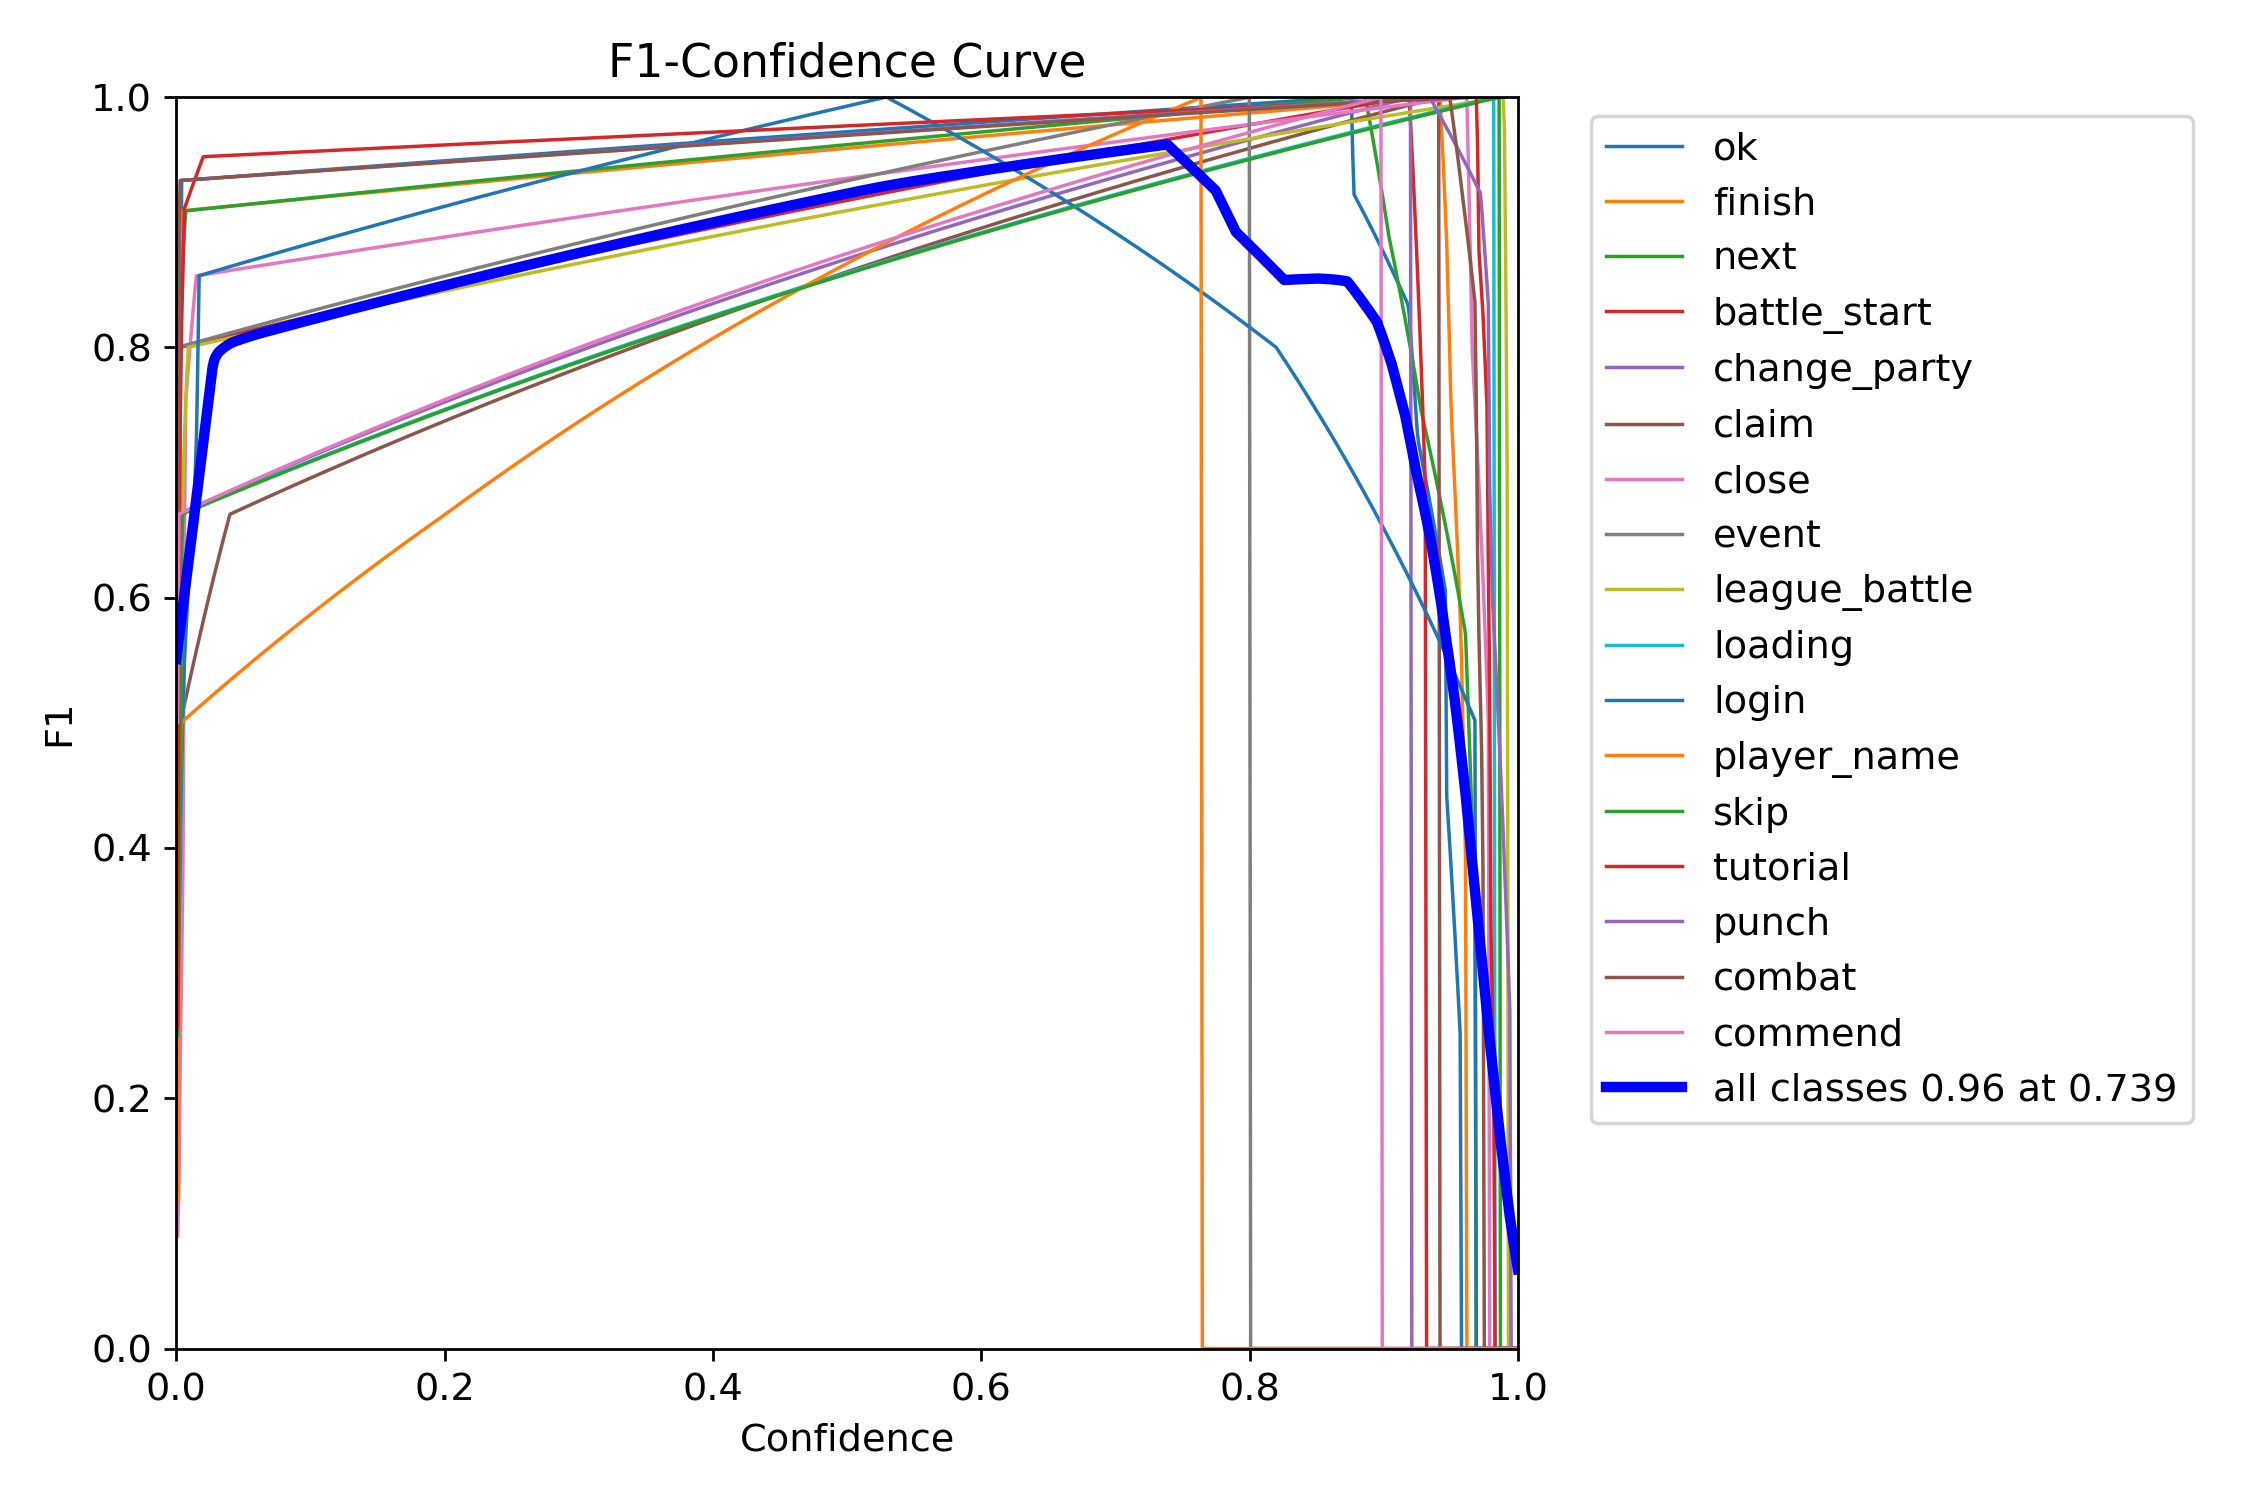 F1-Confidence Curve
1.0
0.8
0.6
0.4
0.2
0.0
F1
0.0 0.2 0.4 0.6 0.8 1.0
Confidence
ok
finish
next
battle_start
change_party
claim
close
event
league_battle
loading
login
player_name
skip
tutorial
punch
combat
commend
all classes 0.96 at 0.739